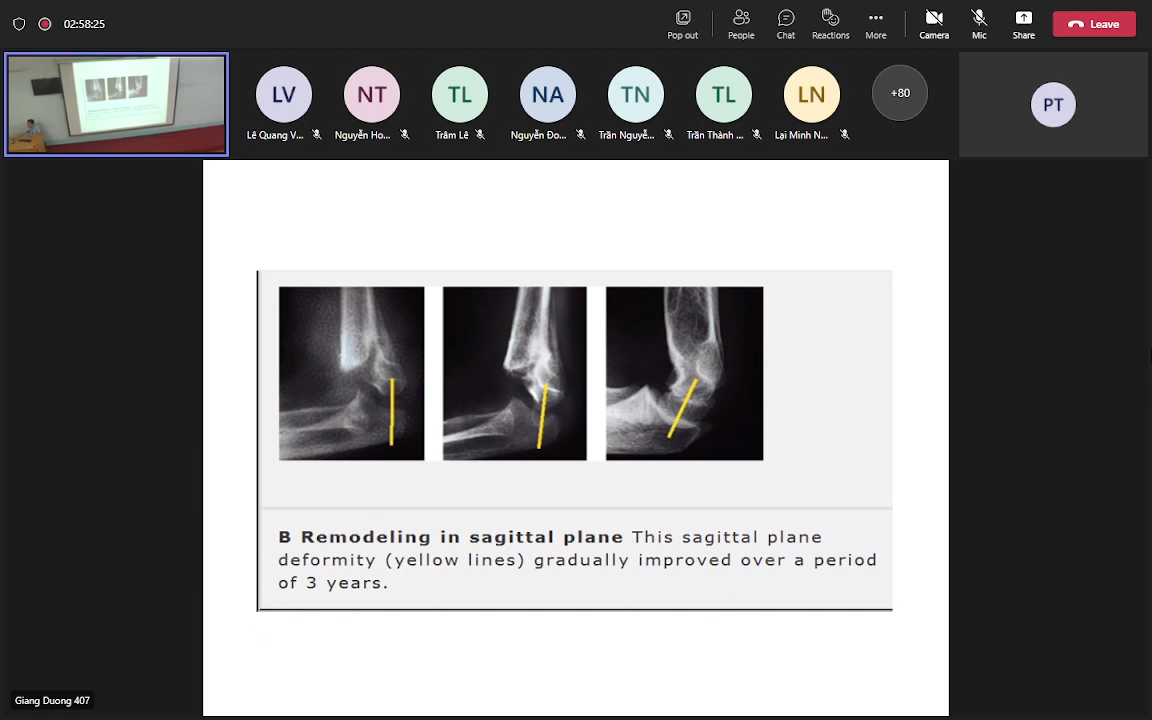 02:58:25
Pop out
People
Chat
Reactions
More
Camera
Mic
Share
Leave
LV
NT
TL
NA
TN
TL
LN
+80
PT
Lê Quang V...
Nguyễn Ho...
Trâm Lê
Nguyễn Đo...
Trần Nguyễ...
Trần Thành ...
Lại Minh N...
B Remodeling in sagittal plane This sagittal plane
deformity (yellow lines) gradually improved over a period
of 3 years.
Giang Duong 407